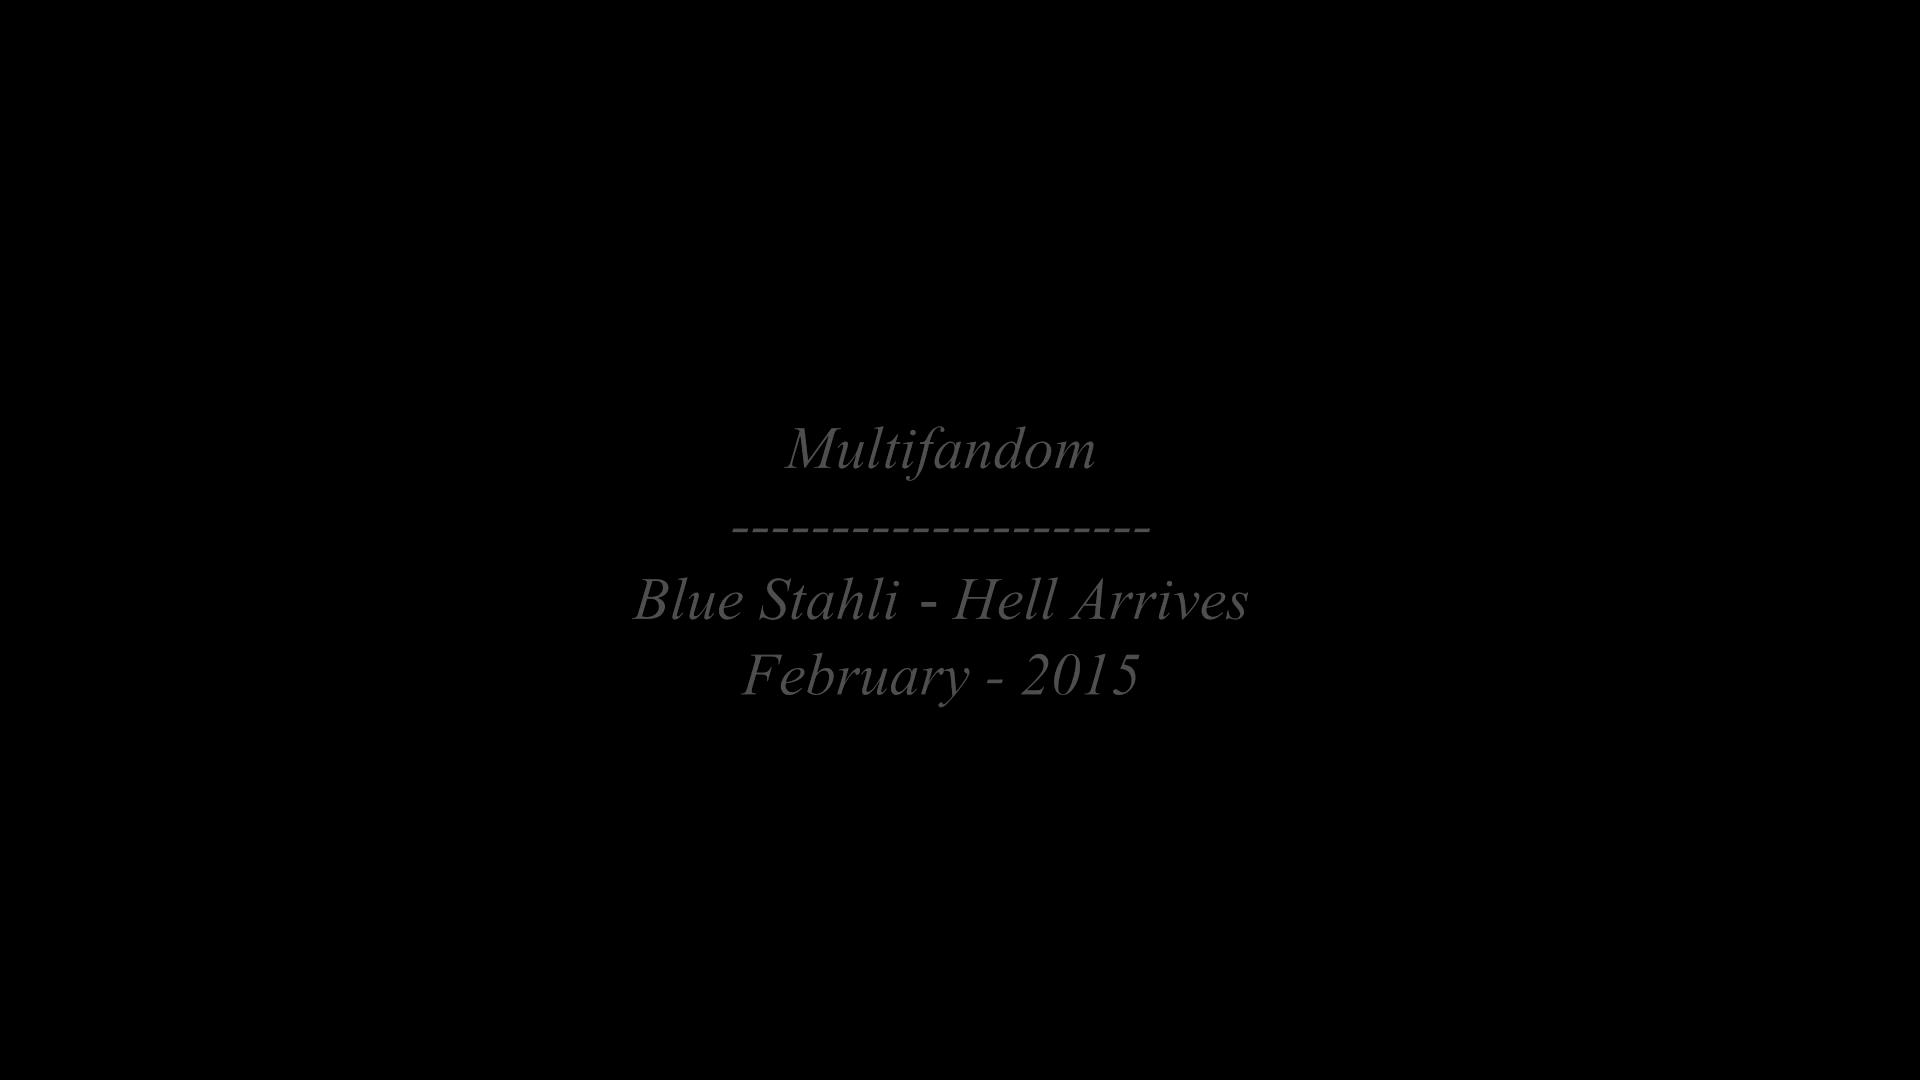 Multifandom
---------------------
Blue Stahli - Hell Arrives
February - 2015